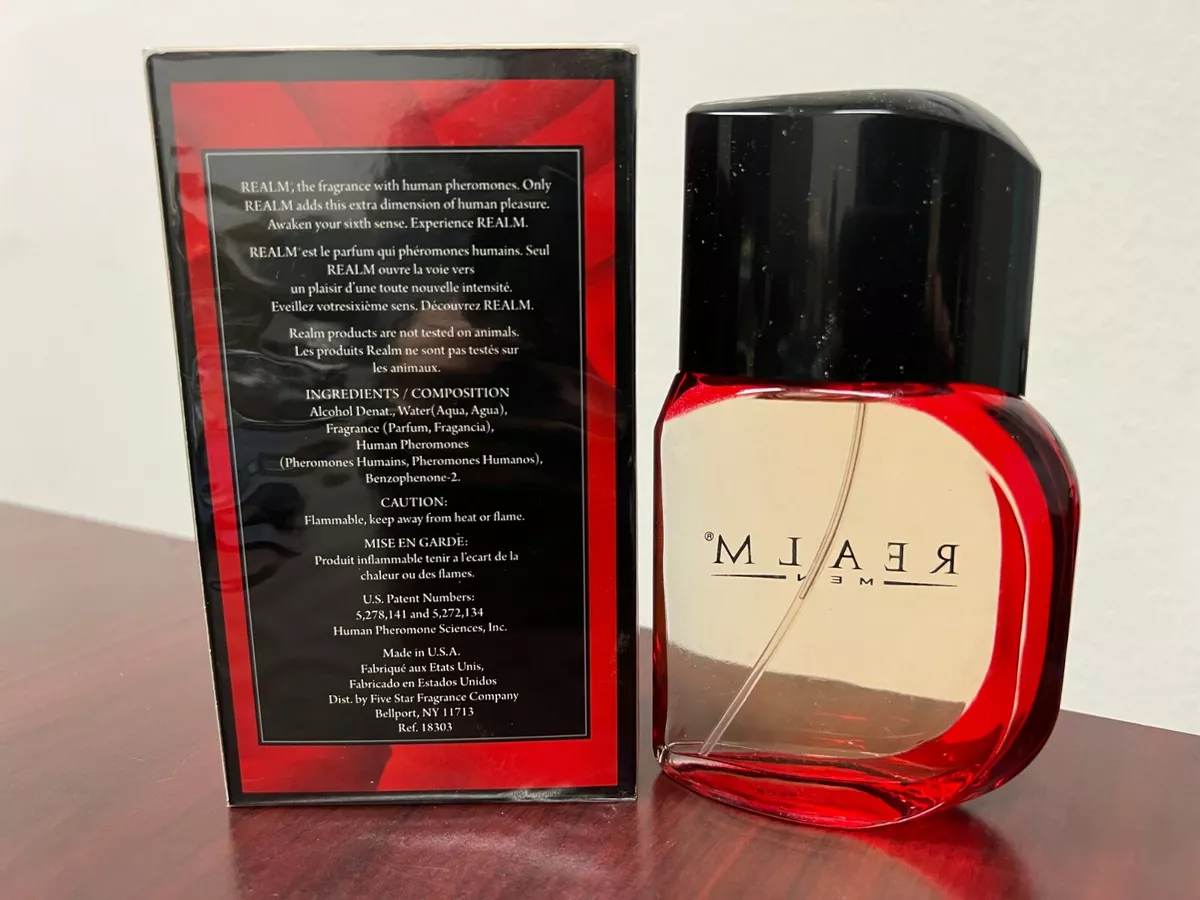 REALM®, the fragrance with human pheromones. Only
REALM adds this extra dimension of human pleasure.
Awaken your sixth sense. Experience REALM.
REALM® est le parfum qui phéromones humains. Seul
REALM ouvre la voie vers
un plaisir d'une toute nouvelle intensité.
Eveillez votresixième sens. Découvrez REALM.
Realm products are not tested on animals.
Les produits Realm ne sont pas testés sur
les animaux.
INGREDIENTS / COMPOSITION
Alcohol Denat., Water(Aqua, Agua),
Fragrance (Parfum, Fragancia),
Human Pheromones
(Pheromones Humains, Pheromones Humanos),
Benzophenone-2.
CAUTION:
Flammable, keep away from heat or flame.
MISE EN GARDE:
Produit inflammable tenir a l'ecart de la
chaleur ou des flames.
U.S. Patent Numbers:
5,278,141 and 5,272,134
Human Pheromone Sciences, Inc.
Made in U.S.A.
Fabriqué aux Etats Unis,
Fabricado en Estados Unidos
Dist. by Five Star Fragrance Company
Bellport, NY 11713
Ref. 18303
REALM®
MEN